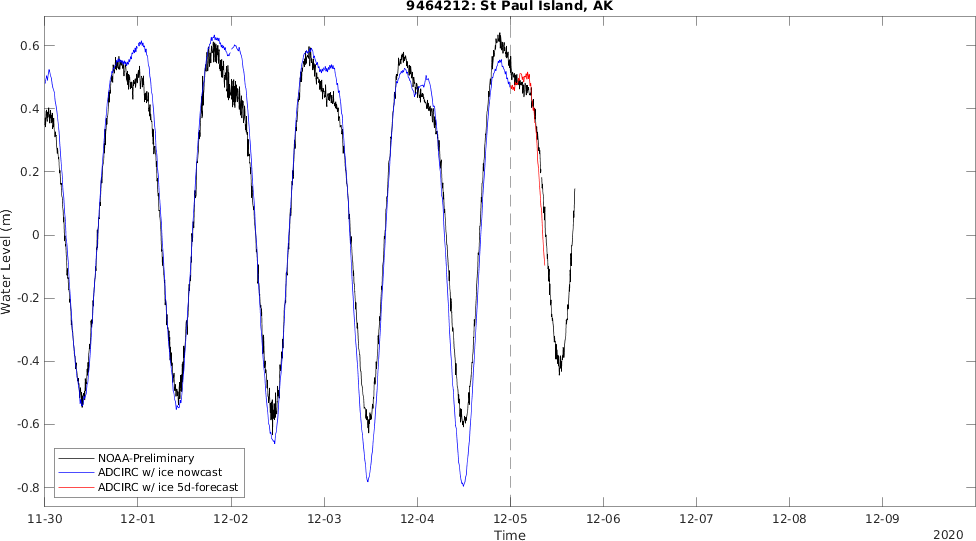 9464212: St Paul Island, AK
Water Level (m)
0.6
0.4
0.2
0
-0.2
-0.4
-0.6
-0.8
NOAA-Preliminary
ADCIRC w/ ice nowcast
ADCIRC w/ ice 5d-forecast
11-30 12-01 12-02 12-03 12-04 12-05 12-06 12-07 12-08 12-09
Time
2020